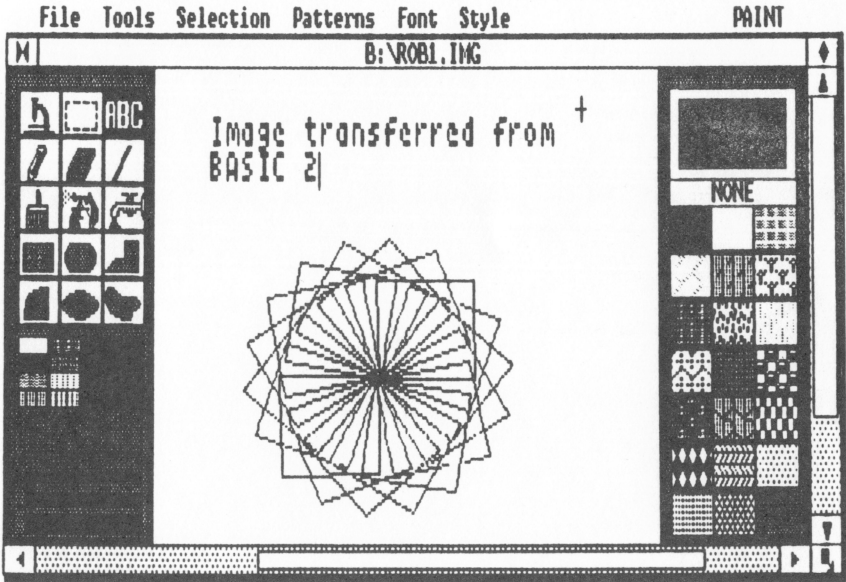 File Tools Selection Patterns Font Style PAINT
B:\ROB1.IMG
ABC
Image transferred from
BASIC 2
NONE